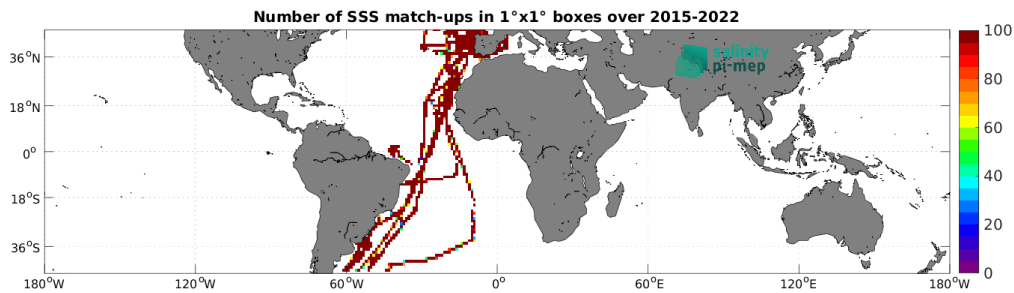 Number of SSS match-ups in 1°x1° boxes over 2015-2022
salinity
pi-mep
36°N
18°N
0°
18°S
36°S
180°W
120°W
60°W
0°
60°E
120°E
180°W
100
80
60
40
20
0